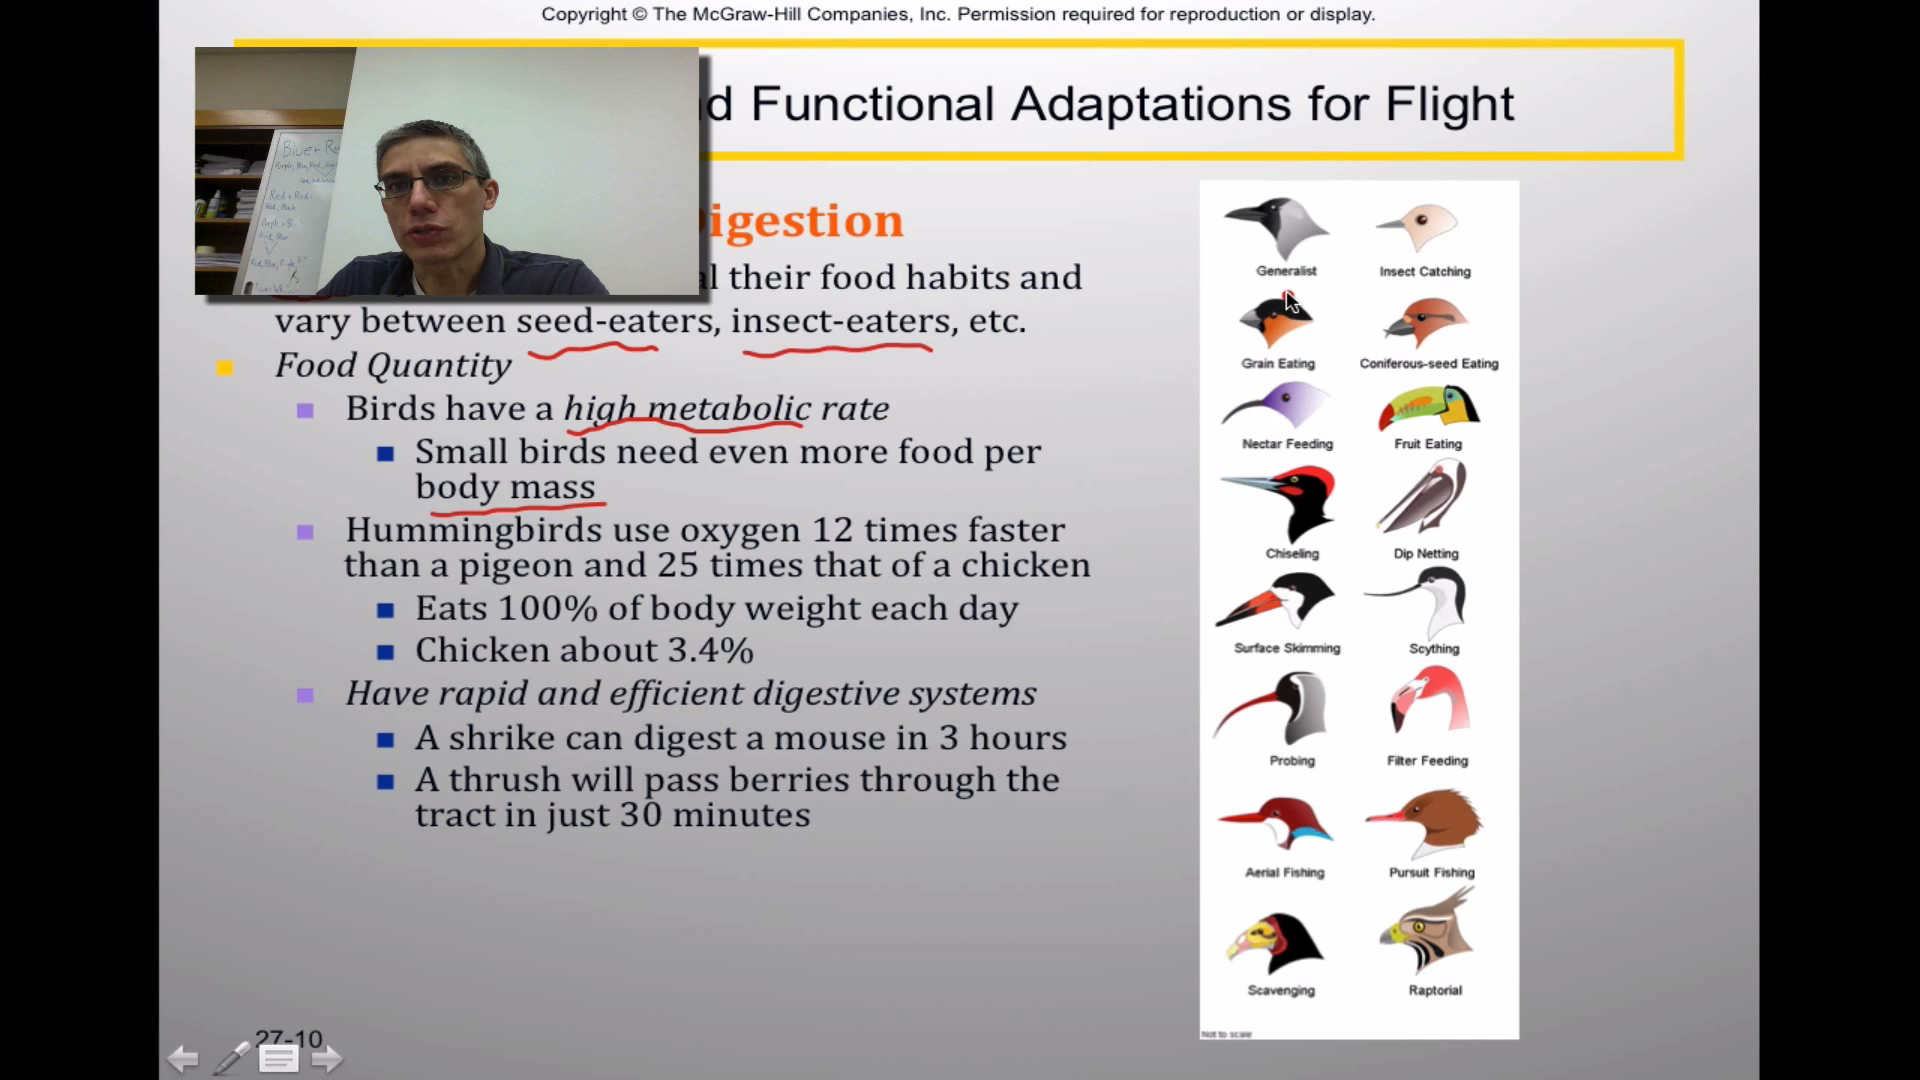 Copyright © The McGraw-Hill Companies, Inc. Permission required for reproduction or display.
Functional Adaptations for Flight
Digestion
their food habits and
vary between seed-eaters, insect-eaters, etc.
Food Quantity
Birds have a high metabolic rate
Small birds need even more food per
body mass
Hummingbirds use oxygen 12 times faster
than a pigeon and 25 times that of a chicken
Eats 100% of body weight each day
Chicken about 3.4%
Have rapid and efficient digestive systems
A shrike can digest a mouse in 3 hours
A thrush will pass berries through the
tract in just 30 minutes
27-10
Generalist
Insect Catching
Grain Eating
Coniferous-seed Eating
Nectar Feeding
Fruit Eating
Chiseling
Dip Netting
Surface Skimming
Scything
Probing
Filter Feeding
Aerial Fishing
Pursuit Fishing
Scavenging
Raptorial
Not to scale